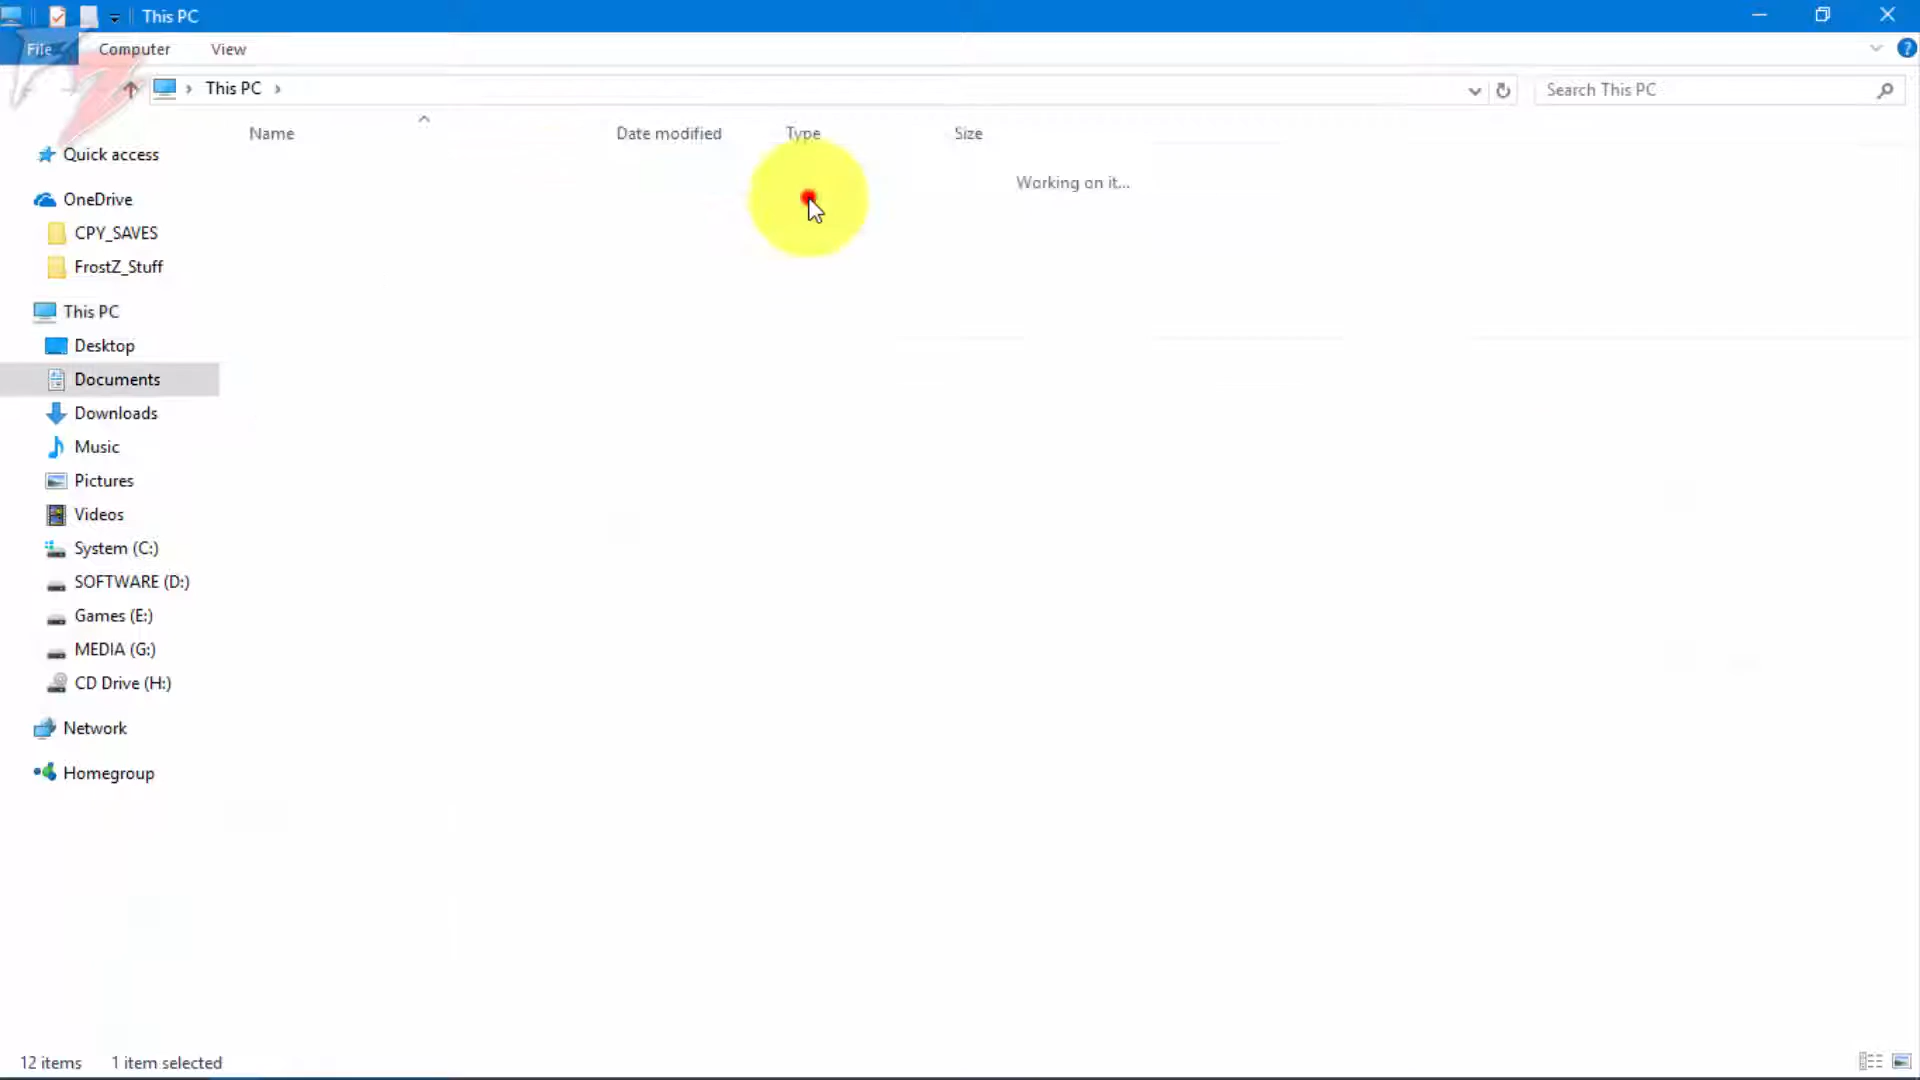 This PC
File Computer View
This PC
Search This PC
Name Date modified Type Size
Working on it...
Quick access
OneDrive
CPY_SAVES
FrostZ_Stuff
This PC
Desktop
Documents
Downloads
Music
Pictures
Videos
System (C:)
SOFTWARE (D:)
Games (E:)
MEDIA (G:)
CD Drive (H:)
Network
Homegroup
12 items 1 item selected